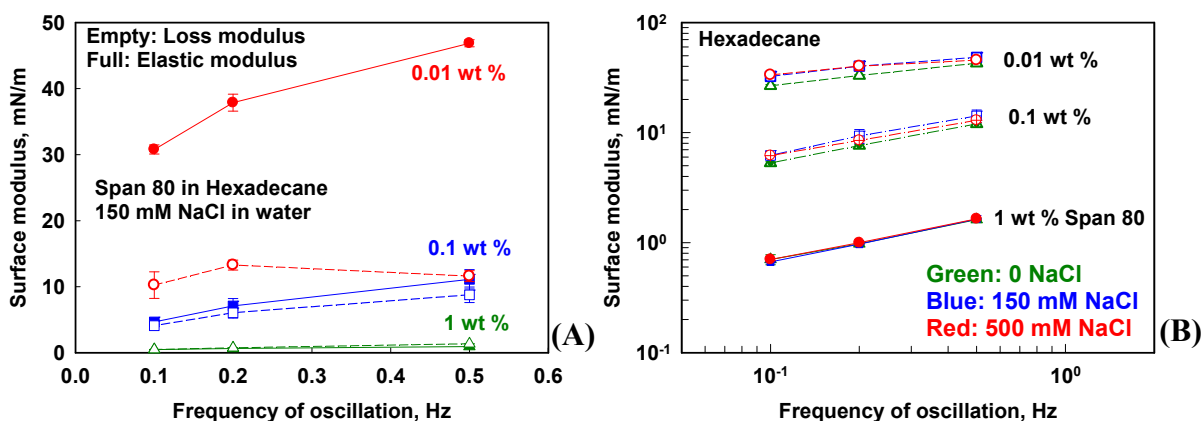 Surface modulus, mN/m
50
40
30
20
10
0
Empty: Loss modulus
Full: Elastic modulus
0.01 wt %
Span 80 in Hexadecane
150 mM NaCl in water
0.1 wt %
1 wt %
0.0 0.1 0.2 0.3 0.4 0.5 0.6
Frequency of oscillation, Hz
(A)
Surface modulus, mN/m
10²
10¹
10⁰
10⁻¹
Hexadecane
0.01 wt %
0.1 wt %
1 wt % Span 80
Green: 0 NaCl
Blue: 150 mM NaCl
Red: 500 mM NaCl
10⁻¹ 10⁰
Frequency of oscillation, Hz
(B)